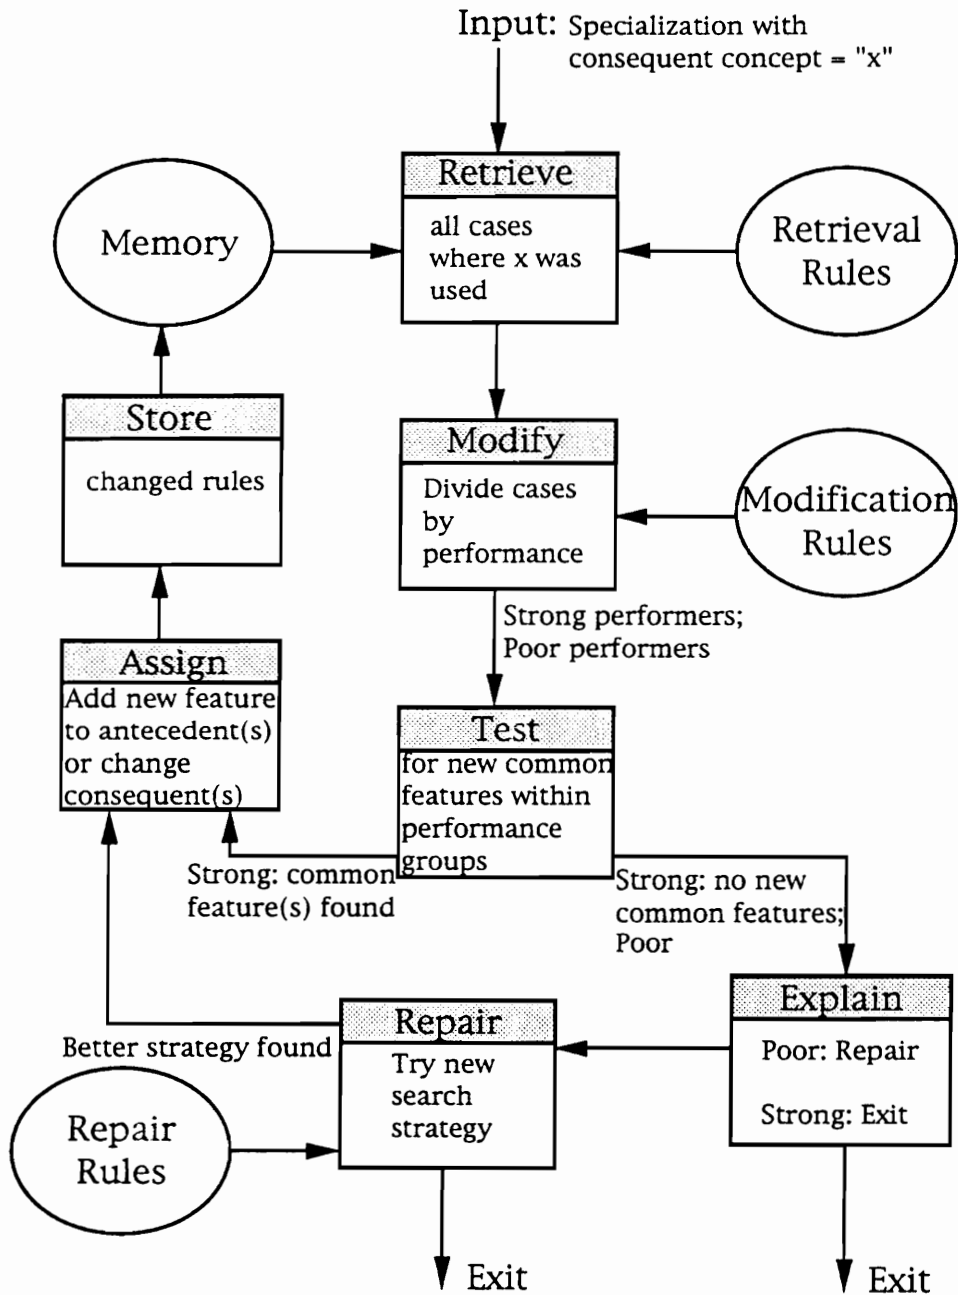 Input: Specialization with
consequent concept = "x"
Retrieve
all cases
where x was
used
Memory
Retrieval
Rules
Store
changed rules
Modify
Divide cases
by
performance
Modification
Rules
Strong performers;
Poor performers
Assign
Add new feature
to antecedent(s)
or change
consequent(s)
Test
for new common
features within
performance
groups
Strong: common
feature(s) found
Strong: no new
common features;
Poor
Explain
Poor: Repair
Strong: Exit
Repair
Try new
search
strategy
Better strategy found
Repair
Rules
Exit
Exit